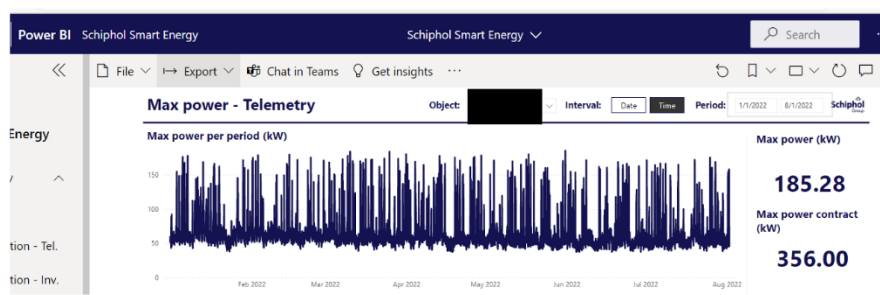 Power BI Schiphol Smart Energy Schiphol Smart Energy Search
File Export Chat in Teams Get insights ...
Max power - Telemetry Object: Interval: Date Time Period: 1/1/2022 8/1/2022 Schiphol
Group
Energy
Max power per period (kW) Max power (kW)
185.28
Max power contract
(kW)
356.00
150
100
50
0
Feb 2022 Mar 2022 Apr 2022 May 2022 Jun 2022 Jul 2022 Aug 2022
tion - Tel.
tion - Inv.